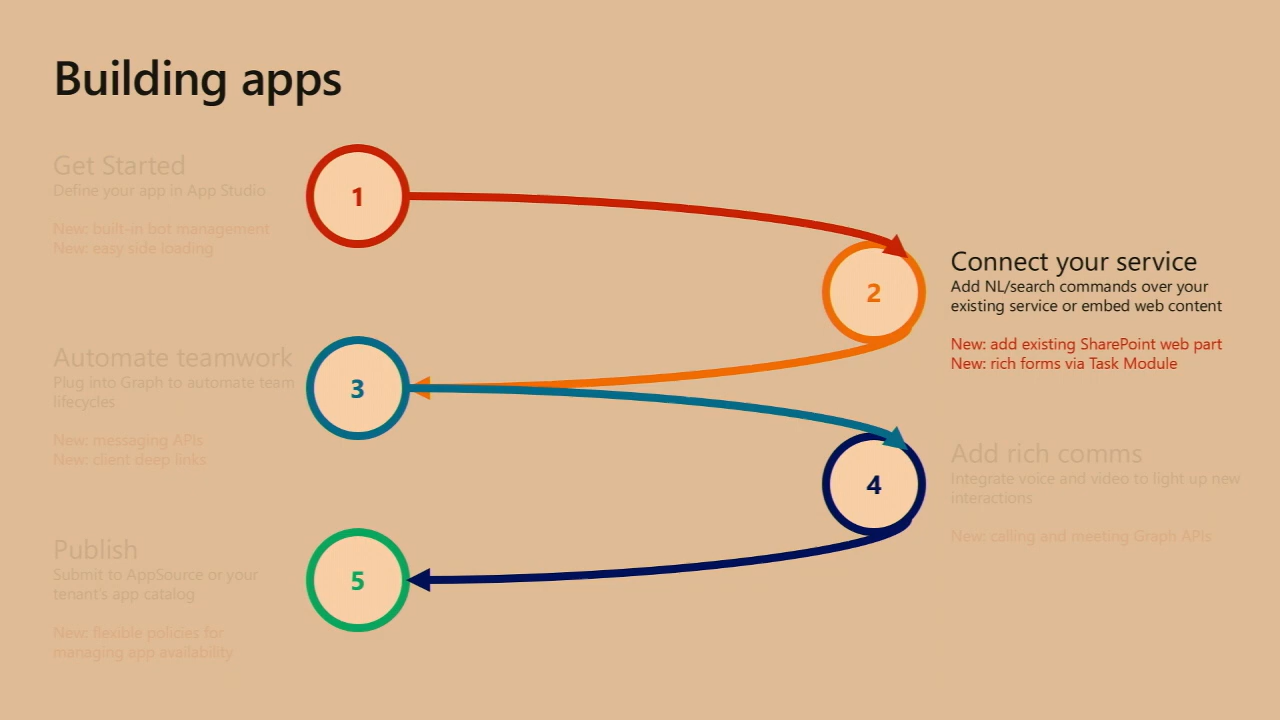 Building apps
Get Started
Define your app in App Studio
New: built-in bot management
New: easy side loading
1
2
Connect your service
Add NL/search commands over your
existing service or embed web content
New: add existing SharePoint web part
New: rich forms via Task Module
Automate teamwork
Plug into Graph to automate team
lifecycles
New: messaging APIs
New: client deep links
3
4
Add rich comms
Integrate voice and video to light up new
interactions
New: calling and meeting Graph APIs
Publish
Submit to AppSource or your
tenant's app catalog
New: flexible policies for
managing app availability
5